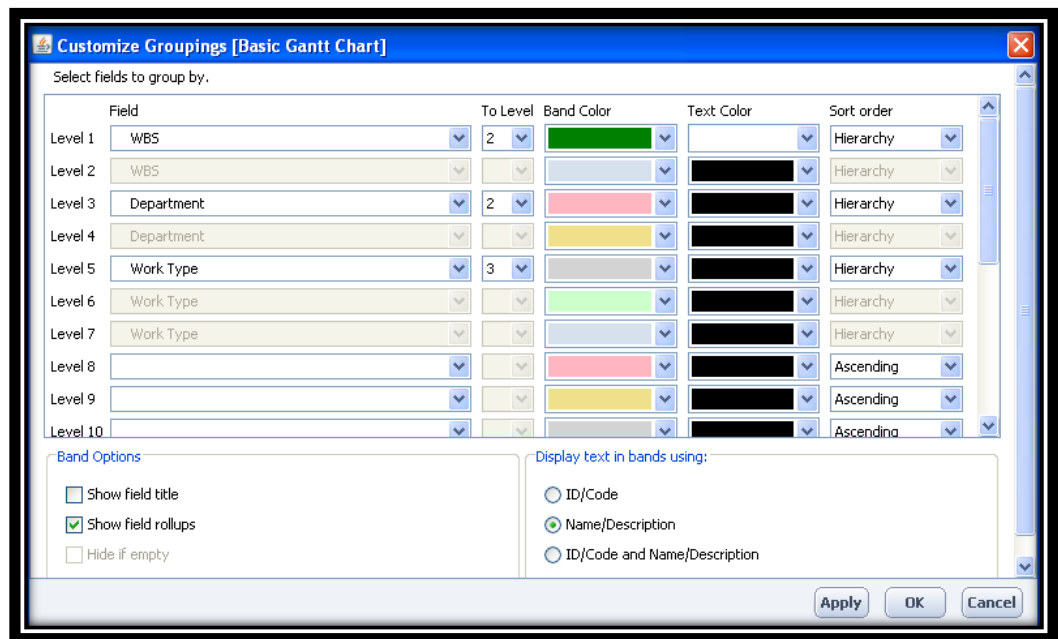 Customize Groupings [Basic Gantt Chart]
Select fields to group by.
Field To Level Band Color Text Color Sort order
Level 1 WBS 2 Hierarchy
Level 2 WBS Hierarchy
Level 3 Department 2 Hierarchy
Level 4 Department Hierarchy
Level 5 Work Type 3 Hierarchy
Level 6 Work Type Hierarchy
Level 7 Work Type Hierarchy
Level 8 Ascending
Level 9 Ascending
Level 10 Ascending
Band Options Display text in bands using:
Show field title ID/Code
Show field rollups Name/Description
Hide if empty ID/Code and Name/Description
Apply OK Cancel